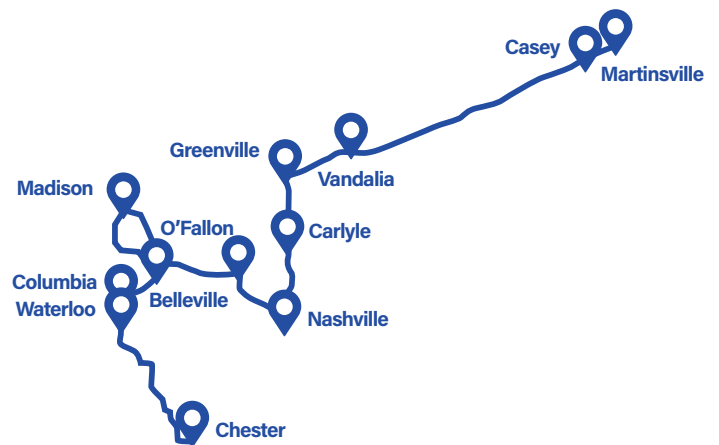 Casey
Martinsville
Greenville
Vandalia
Madison
O'Fallon
Carlyle
Columbia
Belleville
Waterloo
Nashville
Chester